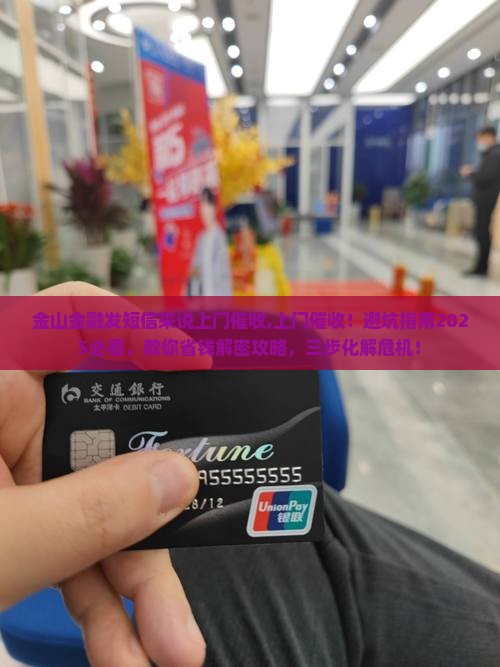 金山金融发短信来说上门催收,上门催收！避坑指南202
5必看，教你省钱解密攻略，三步化解危机！
交通銀行
BANK OF COMMUNICATIONS
太平洋卡 DEBIT CARD
Fortune
955555555
8/12
UnionPay
银联